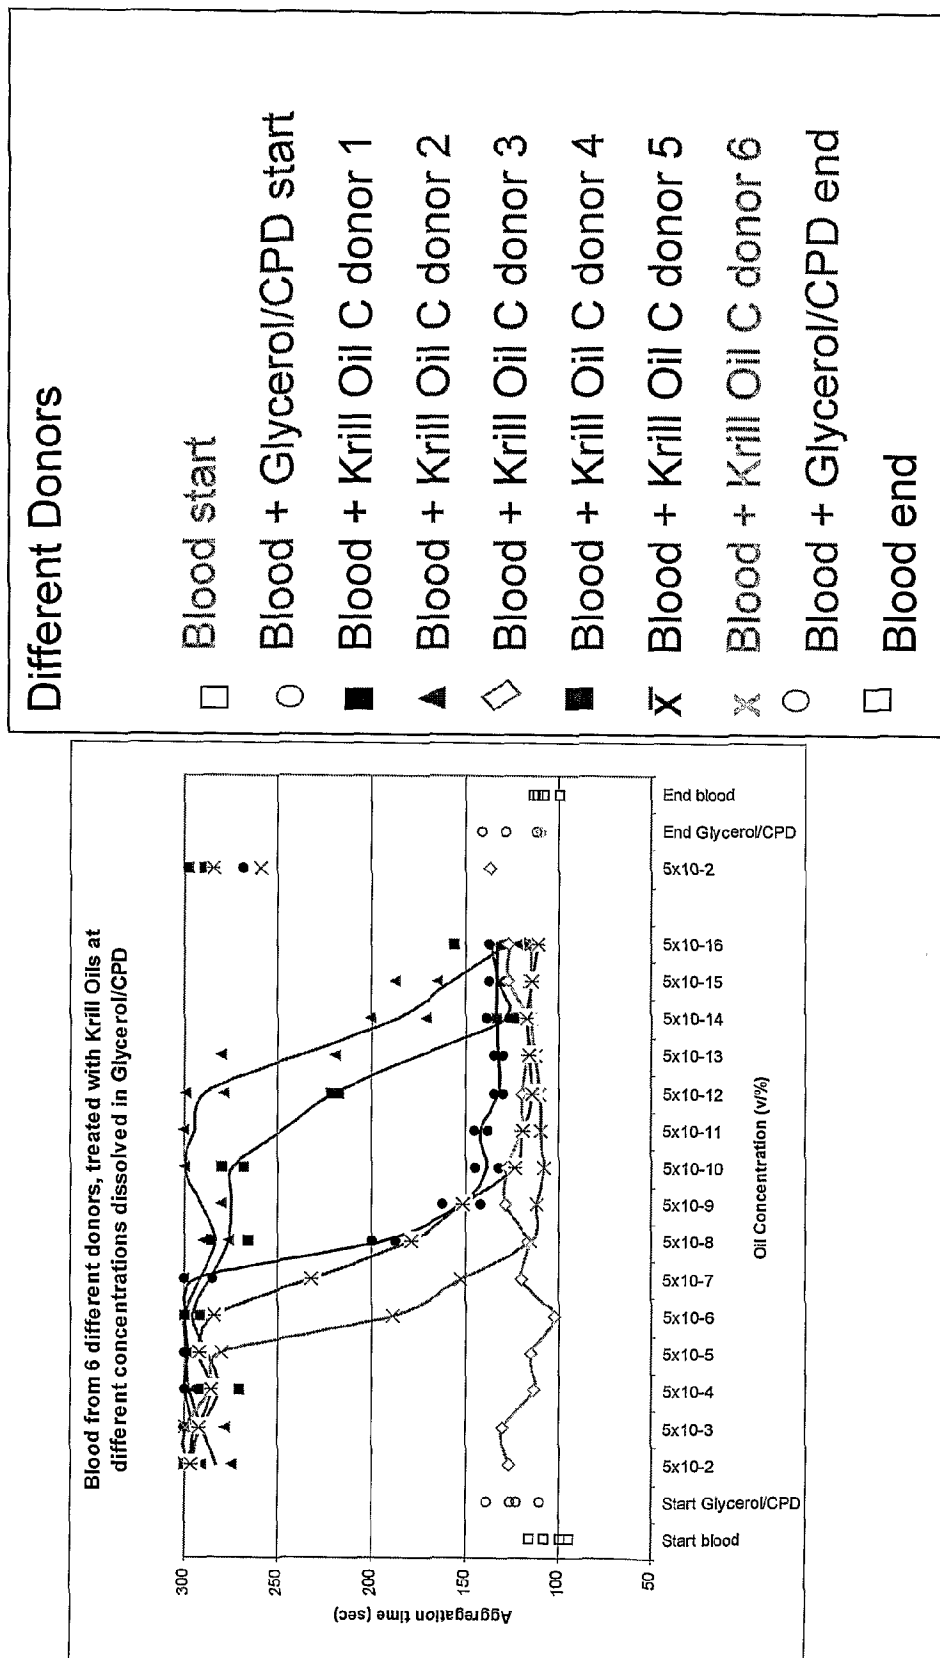 Blood from 6 different donors, treated with Krill Oils at
different concentrations dissolved in Glycerol/CPD
Aggregation time (sec)
300
250
200
150
100
50
Start blood
Start Glycerol/CPD
5x10-2
5x10-3
5x10-4
5x10-5
5x10-6
5x10-7
5x10-8
5x10-9
5x10-10
5x10-11
5x10-12
5x10-13
5x10-14
5x10-15
5x10-16
5x10-2
End Glycerol/CPD
End blood
Oil Concentration (v/%)
Different Donors
Blood start
Blood + Glycerol/CPD start
Blood + Krill Oil C donor 1
Blood + Krill Oil C donor 2
Blood + Krill Oil C donor 3
Blood + Krill Oil C donor 4
Blood + Krill Oil C donor 5
Blood + Krill Oil C donor 6
Blood + Glycerol/CPD end
Blood end